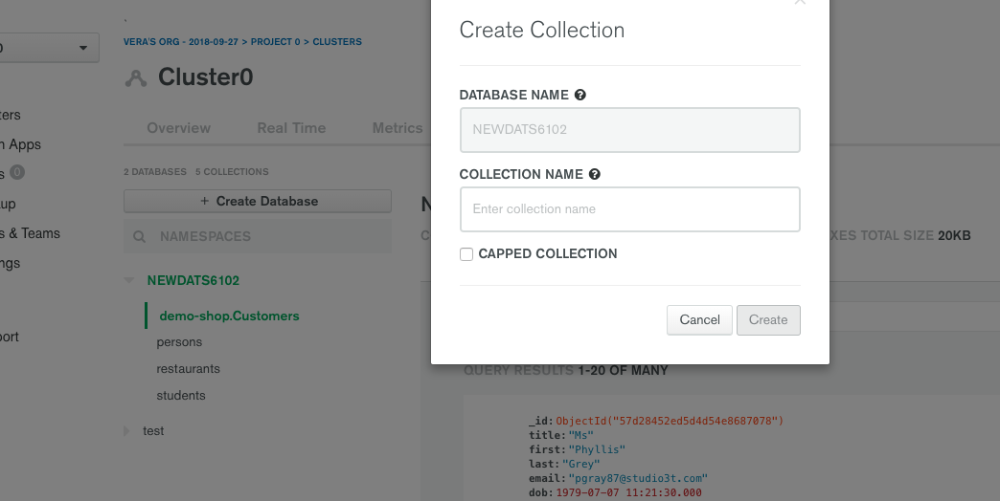 VERA'S ORG - 2018-09-27 > PROJECT 0 > CLUSTERS
Cluster0
Overview Real Time Metrics
ters
n Apps
s 0
up
s & Teams
ngs
port
2 DATABASES 5 COLLECTIONS
+ Create Database
NAMESPACES
NEWDATS6102
demo-shop.Customers
persons
restaurants
students
test
Create Collection
DATABASE NAME ?
NEWDATS6102
COLLECTION NAME ?
Enter collection name
CAPPED COLLECTION
Cancel Create
XES TOTAL SIZE 20KB
QUERY RESULTS 1-20 OF MANY
_id: ObjectId("57d28452ed5d4d54e8687078")
title: "Ms"
first: "Phyllis"
last: "Grey"
email: "pgray87@studio3t.com"
dob: 1979-07-07 11:21:30.000